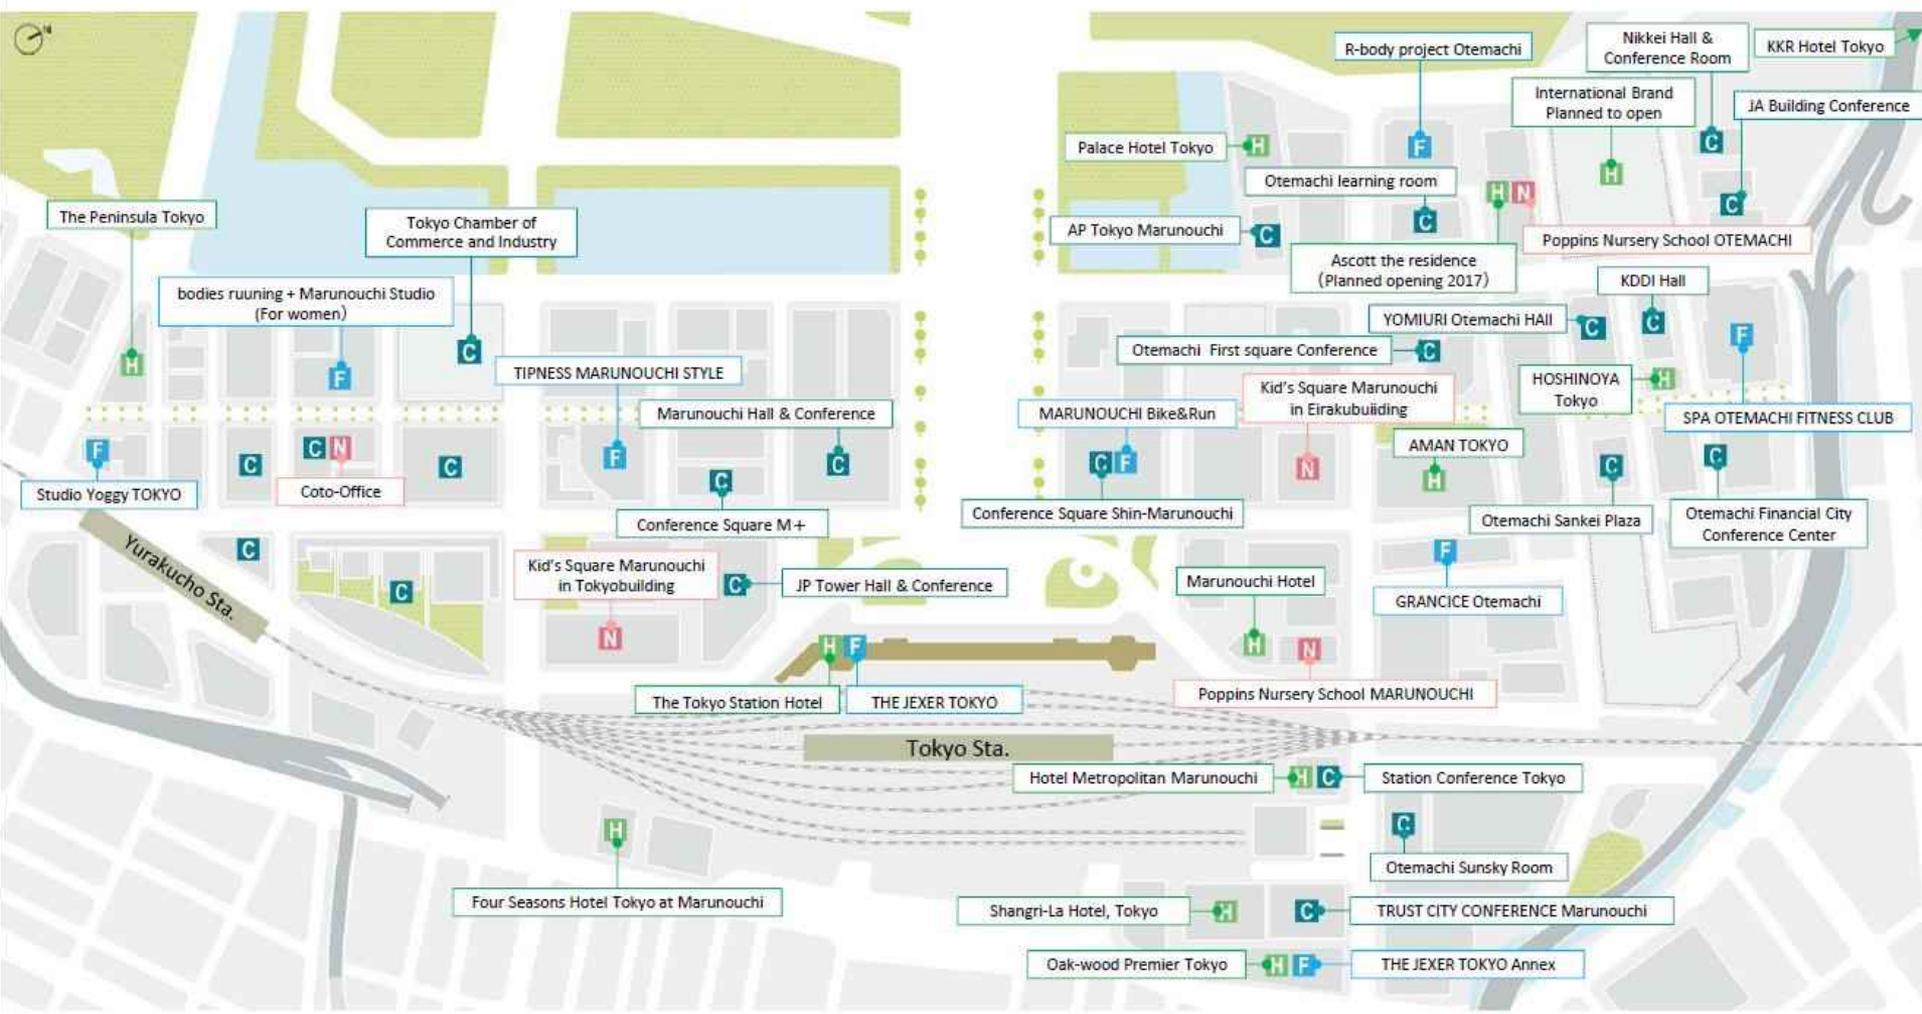 R-body project Otemachi
Nikkei Hall &
Conference Room
KKR Hotel Tokyo
International Brand
Planned to open
JA Building Conference
C
Palace Hotel Tokyo
H
F
H
Otemachi learning room
H
N
C
C
The Peninsula Tokyo
Tokyo Chamber of
Commerce and Industry
AP Tokyo Marunouchi
C
Poppins Nursery School OTEMACHI
Ascott the residence
(Planned opening 2017)
KDDI Hall
bodies ruuning + Marunouchi Studio
(For women)
YOMIURI Otemachi HAll
C
C
F
H
F
C
TIPNESS MARUNOUCHI STYLE
Otemachi First square Conference
C
HOSHINOYA
Tokyo
H
Kid's Square Marunouchi
in Eirakubuiiding
Marunouchi Hall & Conference
MARUNOUCHI Bike&Run
SPA OTEMACHI FITNESS CLUB
AMAN TOKYO
F
C
C
N
C
F
C
C
F
N
C
C
Studio Yoggy TOKYO
Coto-Office
C
H
Conference Square M+
Conference Square Shin-Marunouchi
Otemachi Sankei Plaza
Otemachi Financial City
Conference Center
Yurakucho Sta.
C
F
Kid's Square Marunouchi
in Tokyobuilding
C
C
JP Tower Hall & Conference
Marunouchi Hotel
GRANCICE Otemachi
N
H
F
H
N
The Tokyo Station Hotel
THE JEXER TOKYO
Poppins Nursery School MARUNOUCHI
Tokyo Sta.
Hotel Metropolitan Marunouchi
H
C
Station Conference Tokyo
H
C
Otemachi Sunsky Room
Four Seasons Hotel Tokyo at Marunouchi
Shangri-La Hotel, Tokyo
H
C
TRUST CITY CONFERENCE Marunouchi
Oak-wood Premier Tokyo
H
F
THE JEXER TOKYO Annex